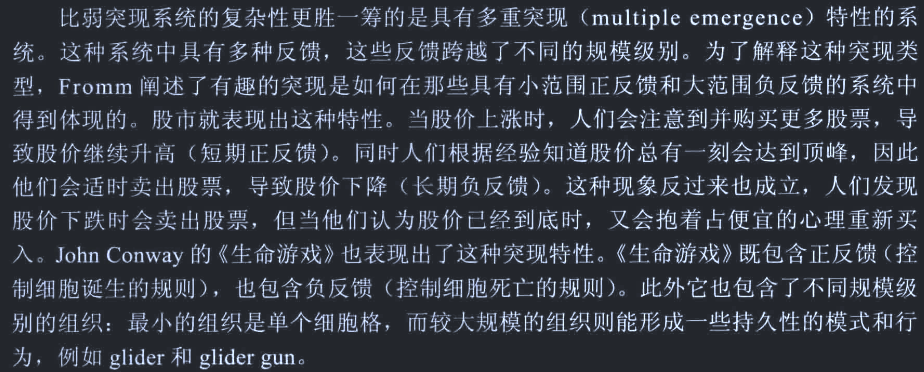 比弱突现系统的复杂性更胜一筹的是具有多重突现（multiple emergence）特性的系
统。这种系统中具有多种反馈，这些反馈跨越了不同的规模级别。为了解释这种突现类
型，Fromm 阐述了有趣的突现是如何在那些具有小范围正反馈和大范围负反馈的系统中
得到体现的。股市就表现出这种特性。当股价上涨时，人们会注意到并购买更多股票，导
致股价继续升高（短期正反馈）。同时人们根据经验知道股价总有一刻会达到顶峰，因此
他们会适时卖出股票，导致股价下降（长期负反馈）。这种现象反过来也成立，人们发现
股价下跌时会卖出股票，但当他们认为股价已经到底时，又会抱着占便宜的心理重新买
入。John Conway 的《生命游戏》也表现出了这种突现特性。《生命游戏》既包含正反馈（控
制细胞诞生的规则），也包含负反馈（控制细胞死亡的规则）。此外它也包含了不同规模级
别的组织：最小的组织是单个细胞格，而较大规模的组织则能形成一些持久性的模式和行
为，例如 glider 和 glider gun。